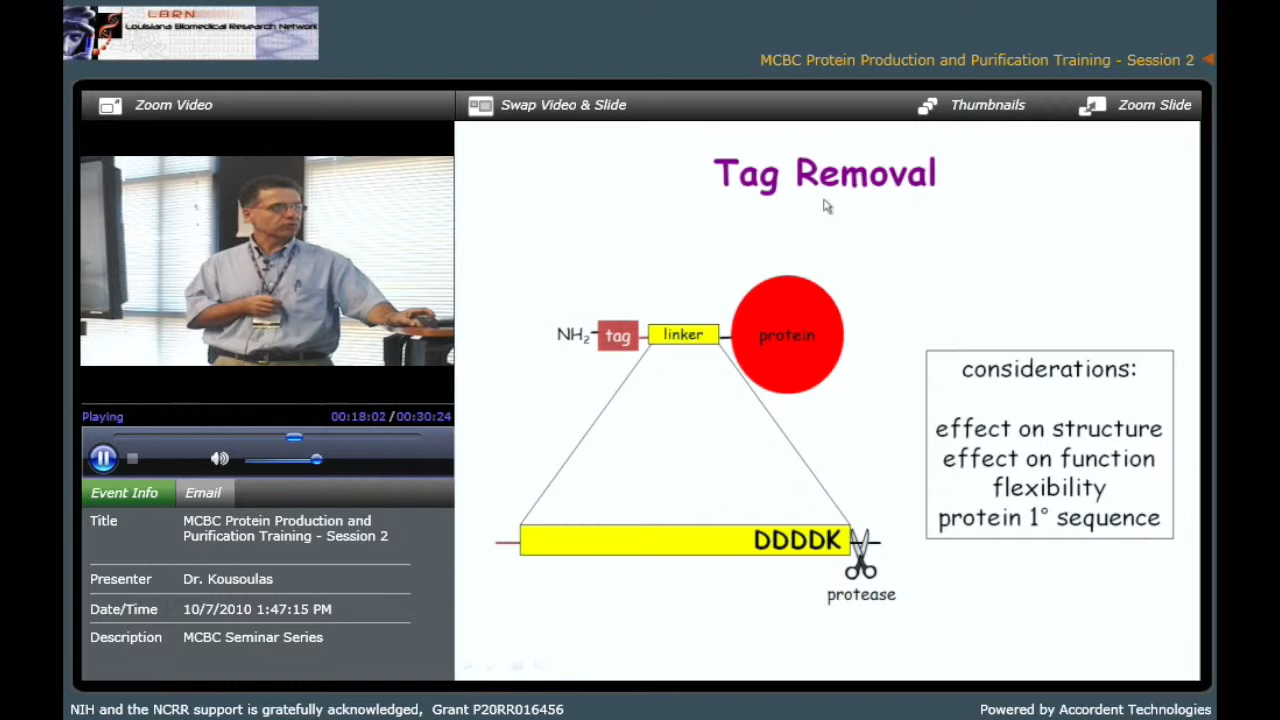 LBRN
Louisiana Biomedical Research Network
MCBC Protein Production and Purification Training - Session 2
Zoom Video
Swap Video & Slide
Thumbnails
Zoom Slide
Tag Removal
NH2
tag
linker
protein
DDDDK
protease
considerations:
effect on structure
effect on function
flexibility
protein 1° sequence
Playing
00:18:02 /00:30:24
Event Info
Email
Title
MCBC Protein Production and
Purification Training - Session 2
Presenter
Dr. Kousoulas
Date/Time
10/7/2010 1:47:15 PM
Description
MCBC Seminar Series
NIH and the NCRR support is gratefully acknowledged, Grant P20RR016456
Powered by Accordent Technologies